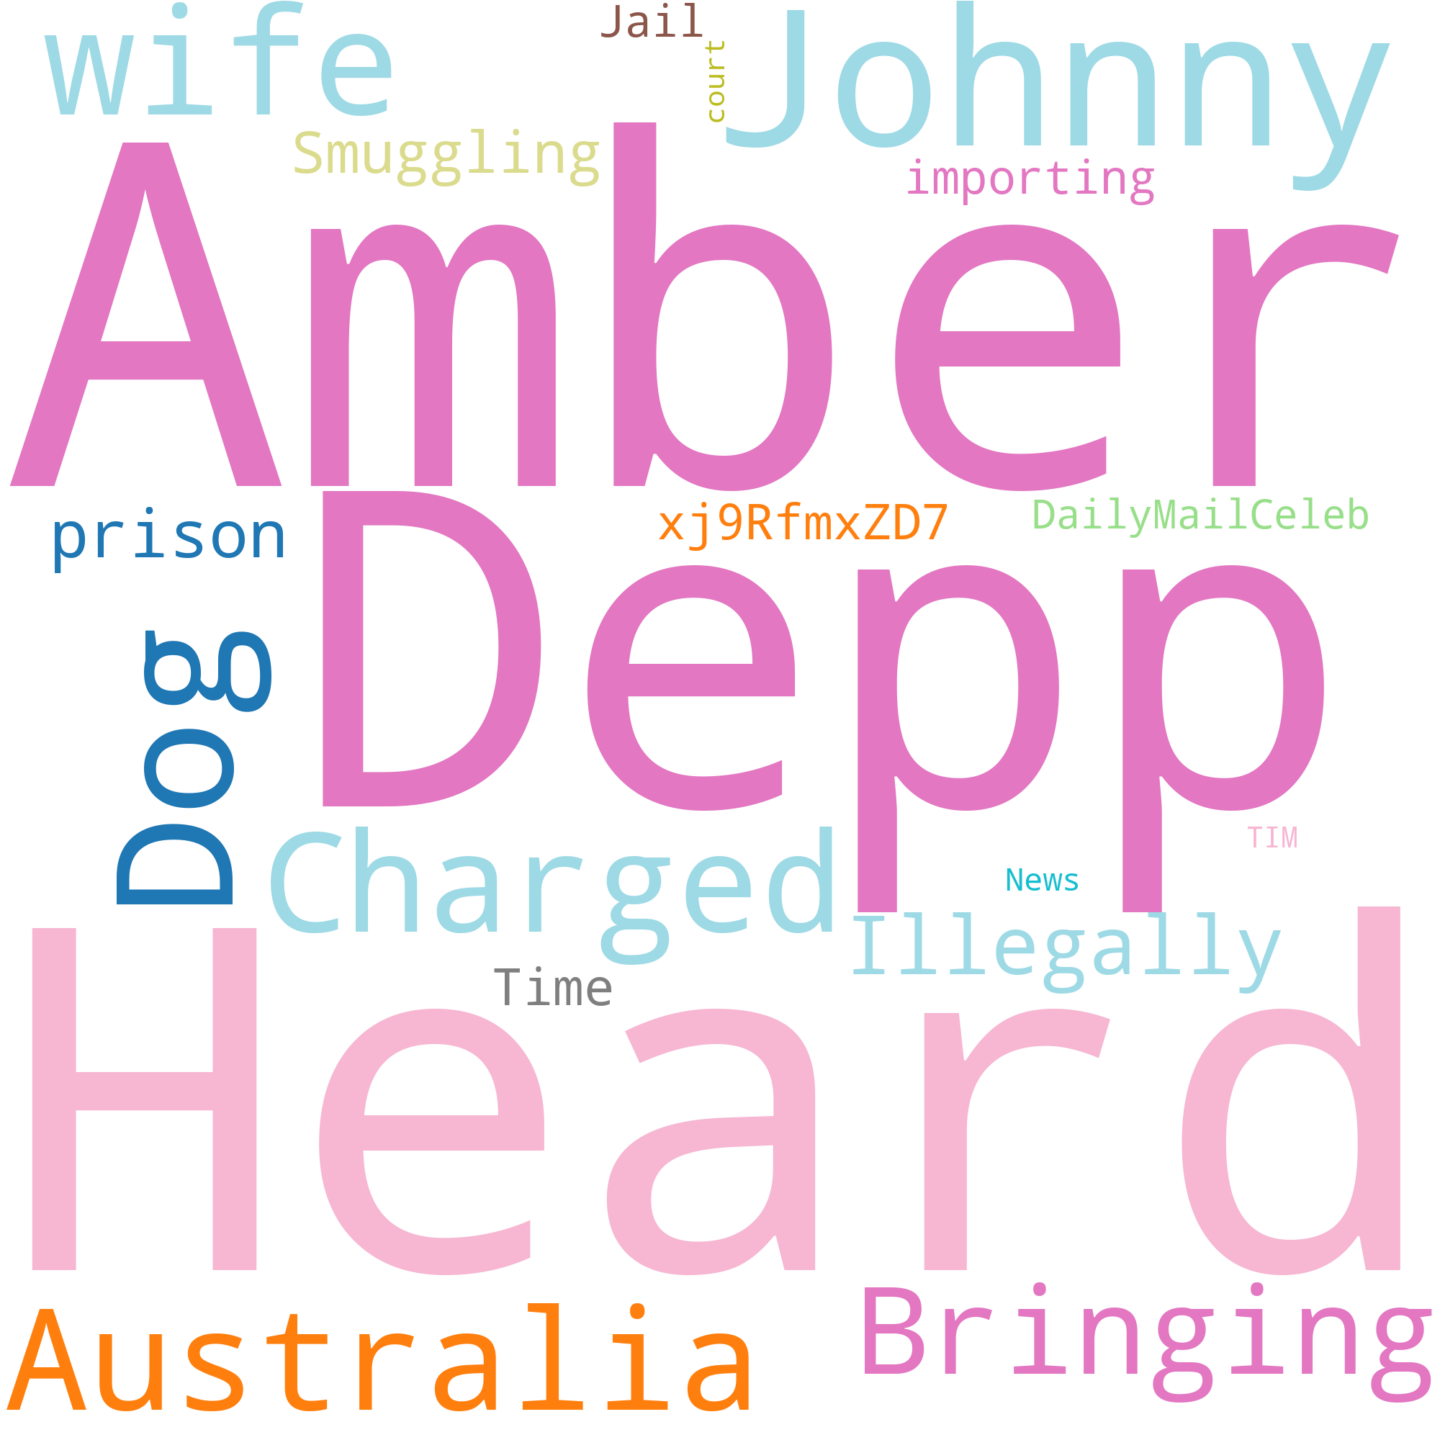 wife
Jail
court
Johnny
Smuggling
importing
Amber
prison
xj9RfmxZD7
DailyMailCeleb
Dog
Depp
Charged
TIM
News
Illegally
Time
Heard
Australia
Bringing